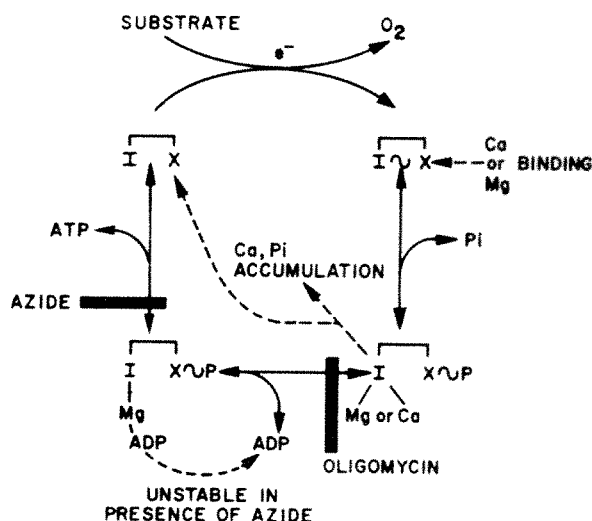 SUBSTRATE
O2
e-
I X
I ~ X
Ca
or BINDING
Mg
ATP
Pi
Ca, Pi
ACCUMULATION
AZIDE
I X~P
I X~P
Mg
Mg or Ca
ADP
ADP
OLIGOMYCIN
UNSTABLE IN
PRESENCE OF AZIDE